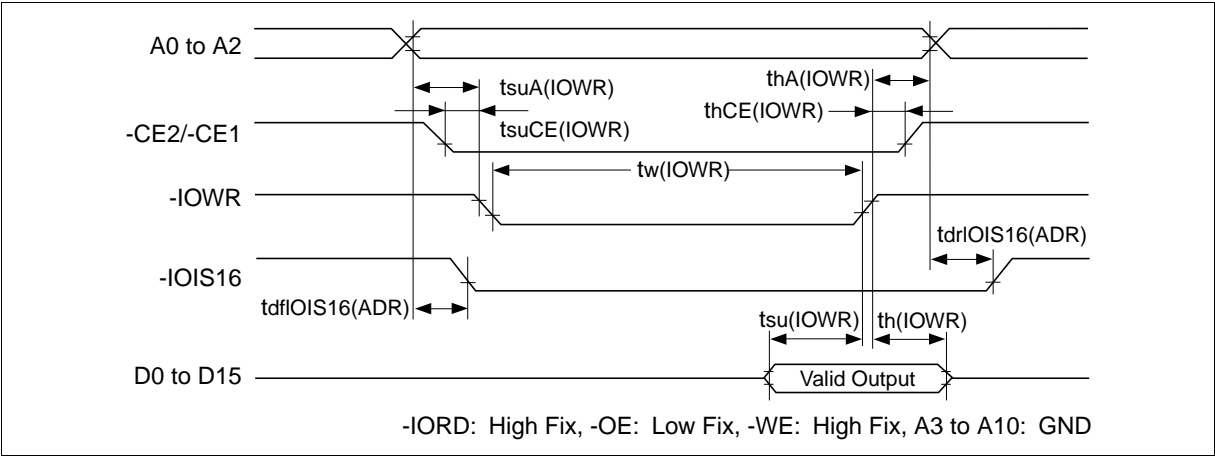 A0 to A2
tsuA(IOWR)
thA(IOWR)
thCE(IOWR)
-CE2/-CE1
tsuCE(IOWR)
tw(IOWR)
-IOWR
tdrIOIS16(ADR)
-IOIS16
tdfIOIS16(ADR)
tsu(IOWR)
th(IOWR)
D0 to D15
Valid Output
-IORD: High Fix, -OE: Low Fix, -WE: High Fix, A3 to A10: GND